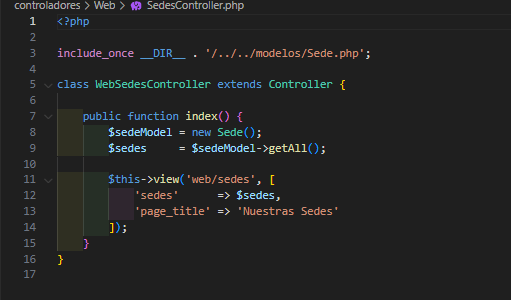 controladores > Web > SedesController.php
1 <?php
2
3 include_once __DIR__ . '/../../modelos/Sede.php';
4
5 class WebSedesController extends Controller {
6
7     public function index() {
8         $sedeModel = new Sede();
9         $sedes     = $sedeModel->getAll();
10
11         $this->view('web/sedes', [
12             'sedes'      => $sedes,
13             'page_title' => 'Nuestras Sedes'
14         ]);
15     }
16 }
17